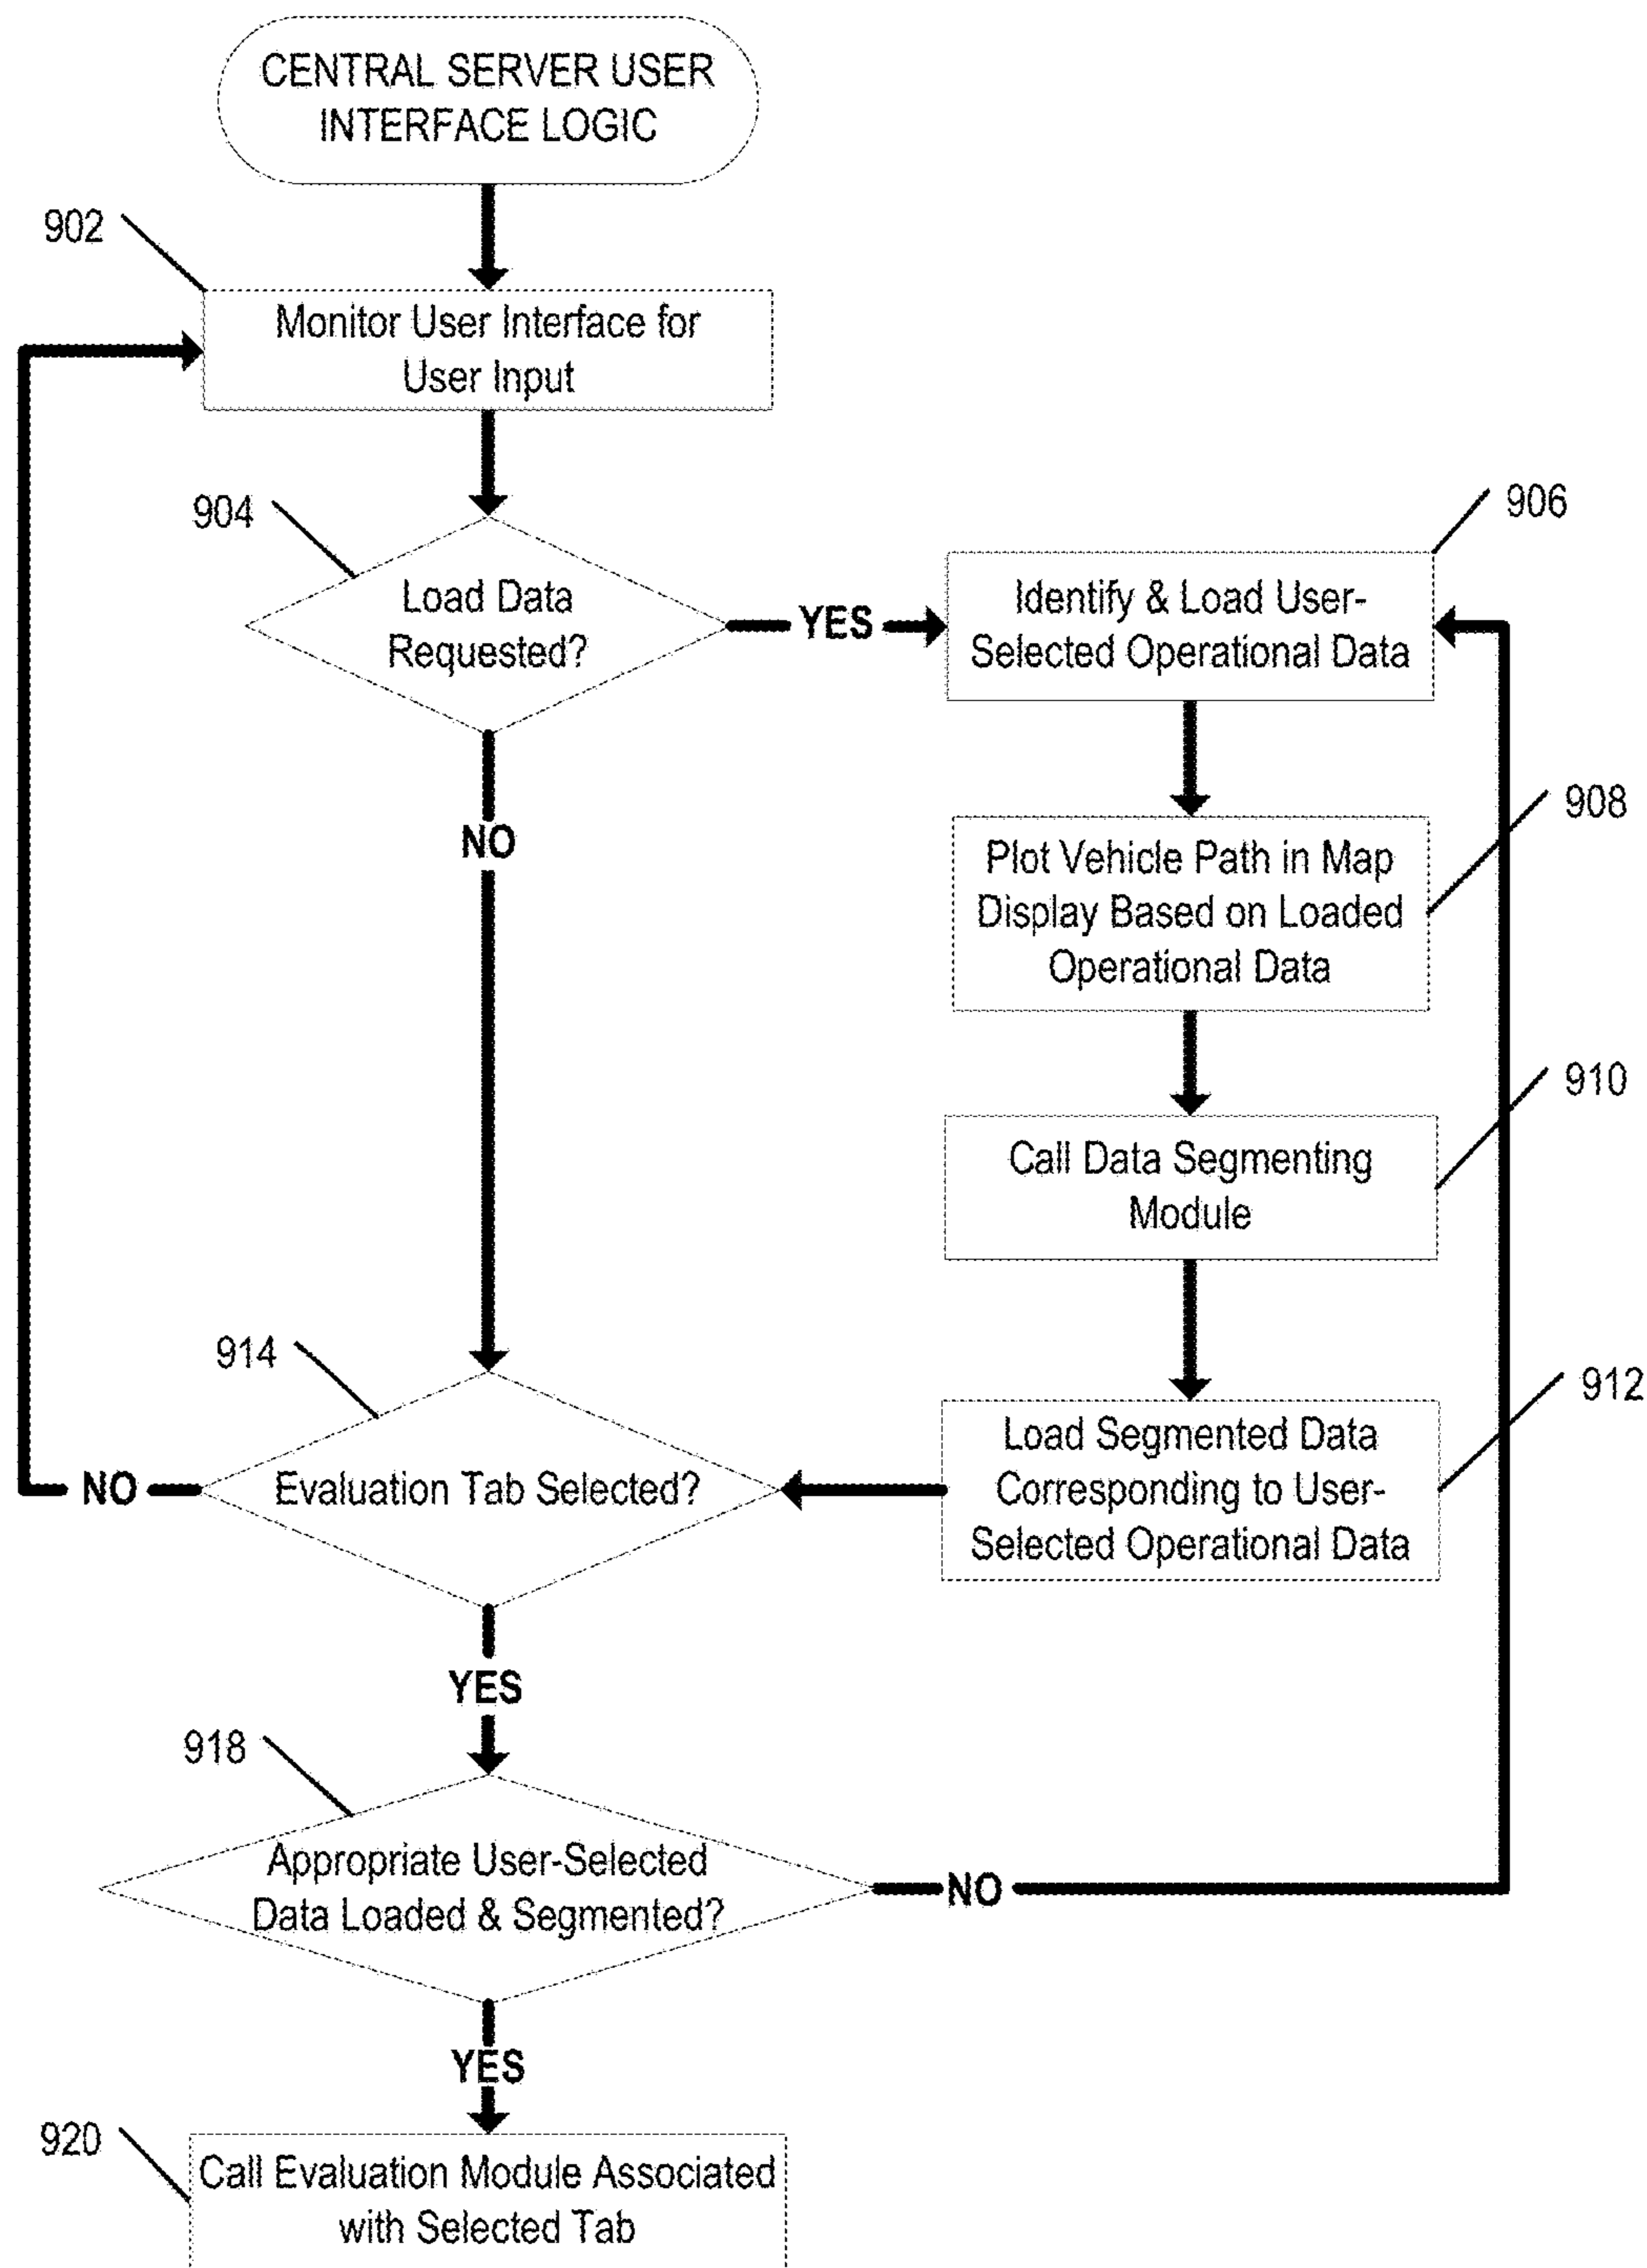 CENTRAL SERVER USER
INTERFACE LOGIC
902
Monitor User Interface for
User Input
904
Load Data
Requested?
YES
906
Identify & Load User-
Selected Operational Data
NO
908
Plot Vehicle Path in Map
Display Based on Loaded
Operational Data
910
Call Data Segmenting
Module
914
Evaluation Tab Selected?
NO
912
Load Segmented Data
Corresponding to User-
Selected Operational Data
YES
918
Appropriate User-Selected
Data Loaded & Segmented?
NO
YES
920
Call Evaluation Module Associated
with Selected Tab